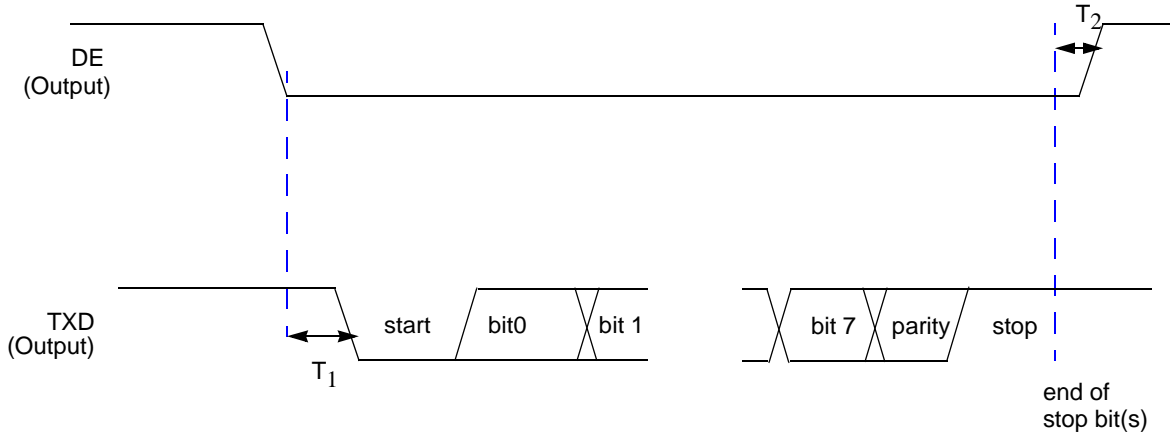 T2
DE
(Output)
TXD
(Output)
start
bit0
bit 1
bit 7
parity
stop
T1
end of
stop bit(s)